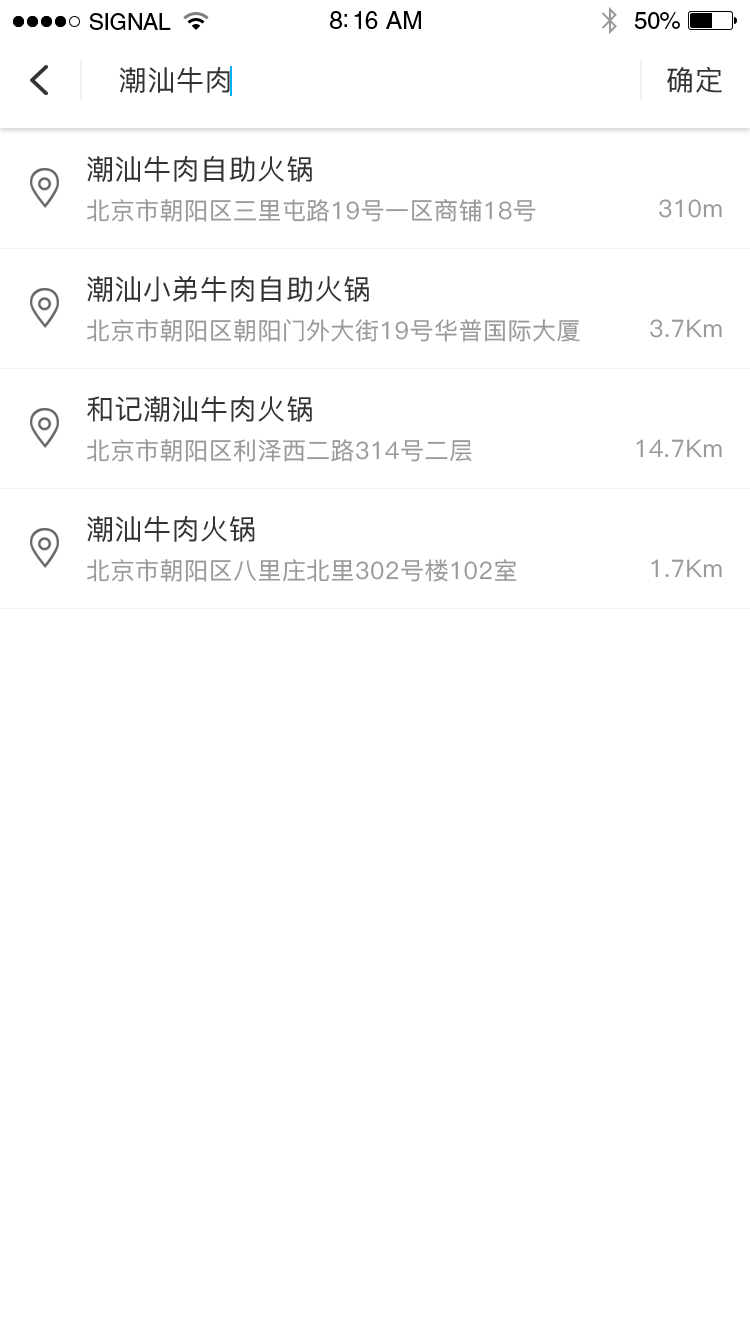 SIGNAL 8:16 AM 50%
潮汕牛肉 确定
潮汕牛肉自助火锅
北京市朝阳区三里屯路19号一区商铺18号 310m
潮汕小弟牛肉自助火锅
北京市朝阳区朝阳门外大街19号华普国际大厦 3.7Km
和记潮汕牛肉火锅
北京市朝阳区利泽西二路314号二层 14.7Km
潮汕牛肉火锅
北京市朝阳区八里庄北里302号楼102室 1.7Km